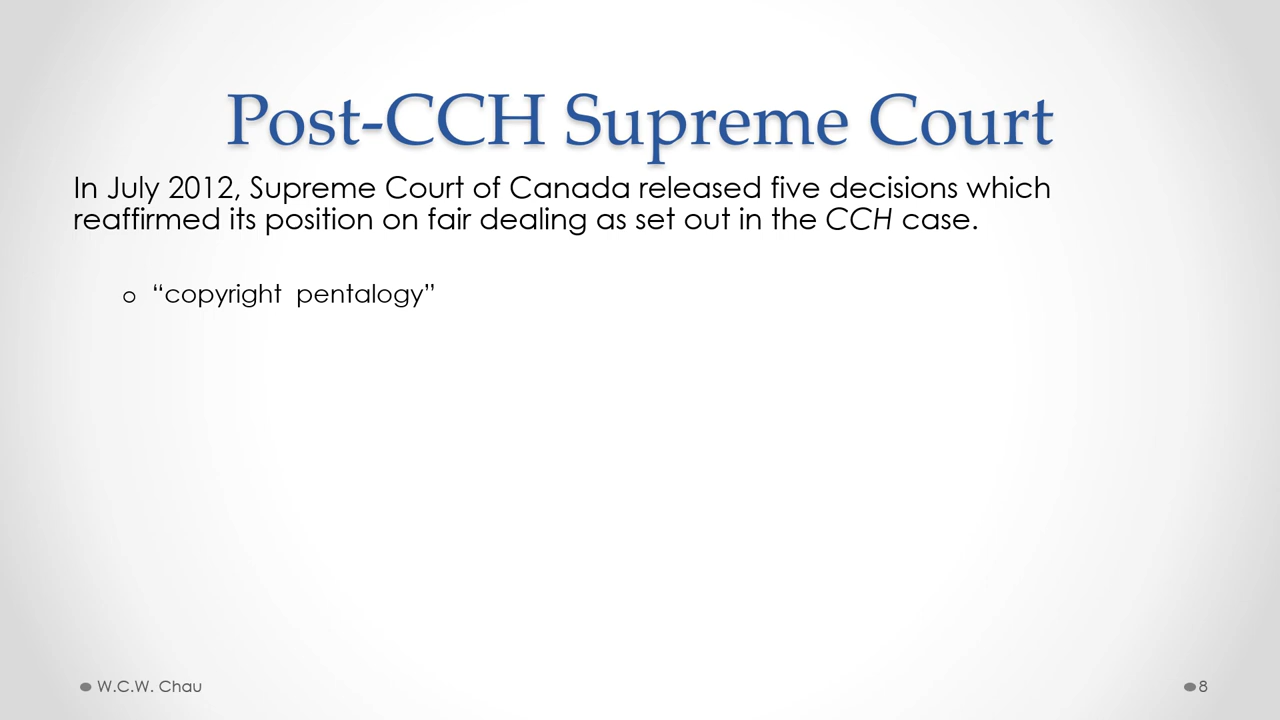 Post-CCH Supreme Court
In July 2012, Supreme Court of Canada released five decisions which
reaffirmed its position on fair dealing as set out in the CCH case.
o “copyright pentalogy”
W.C.W. Chau
8